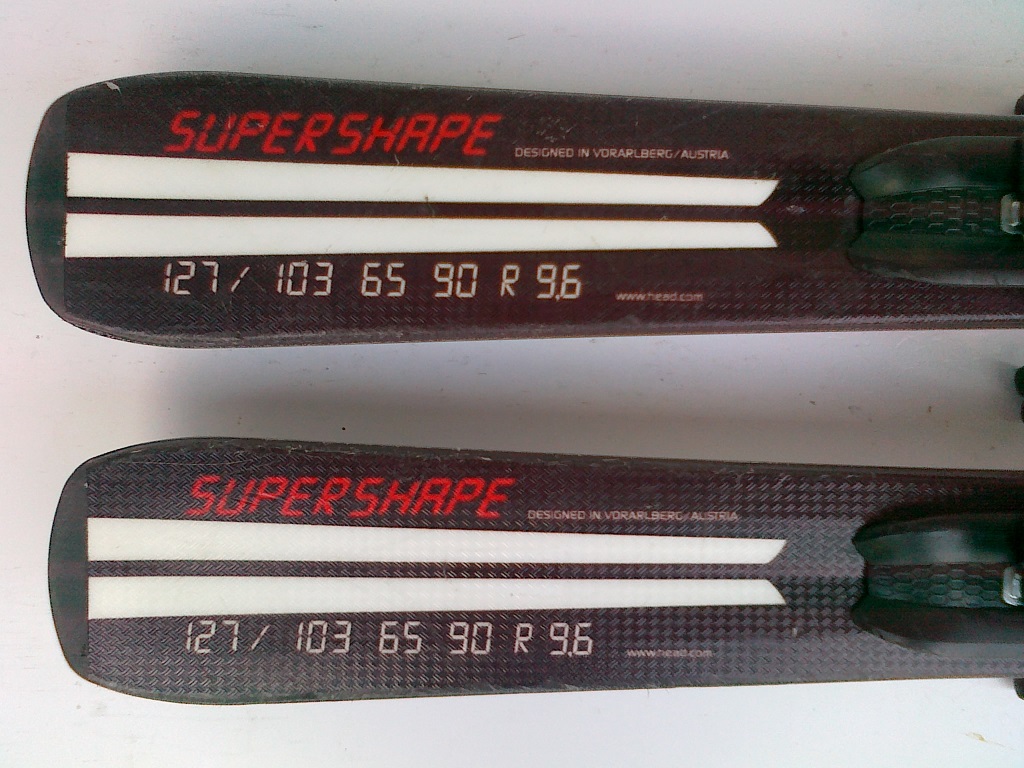 SUPERSHAPE
DESIGNED IN VORARLBERG/AUSTRIA
127/ 103 65 90 R 9.6
www.head.com
SUPERSHAPE
DESIGNED IN VORARLBERG/AUSTRIA
127/ 103 65 90 R 9.6
www.head.com